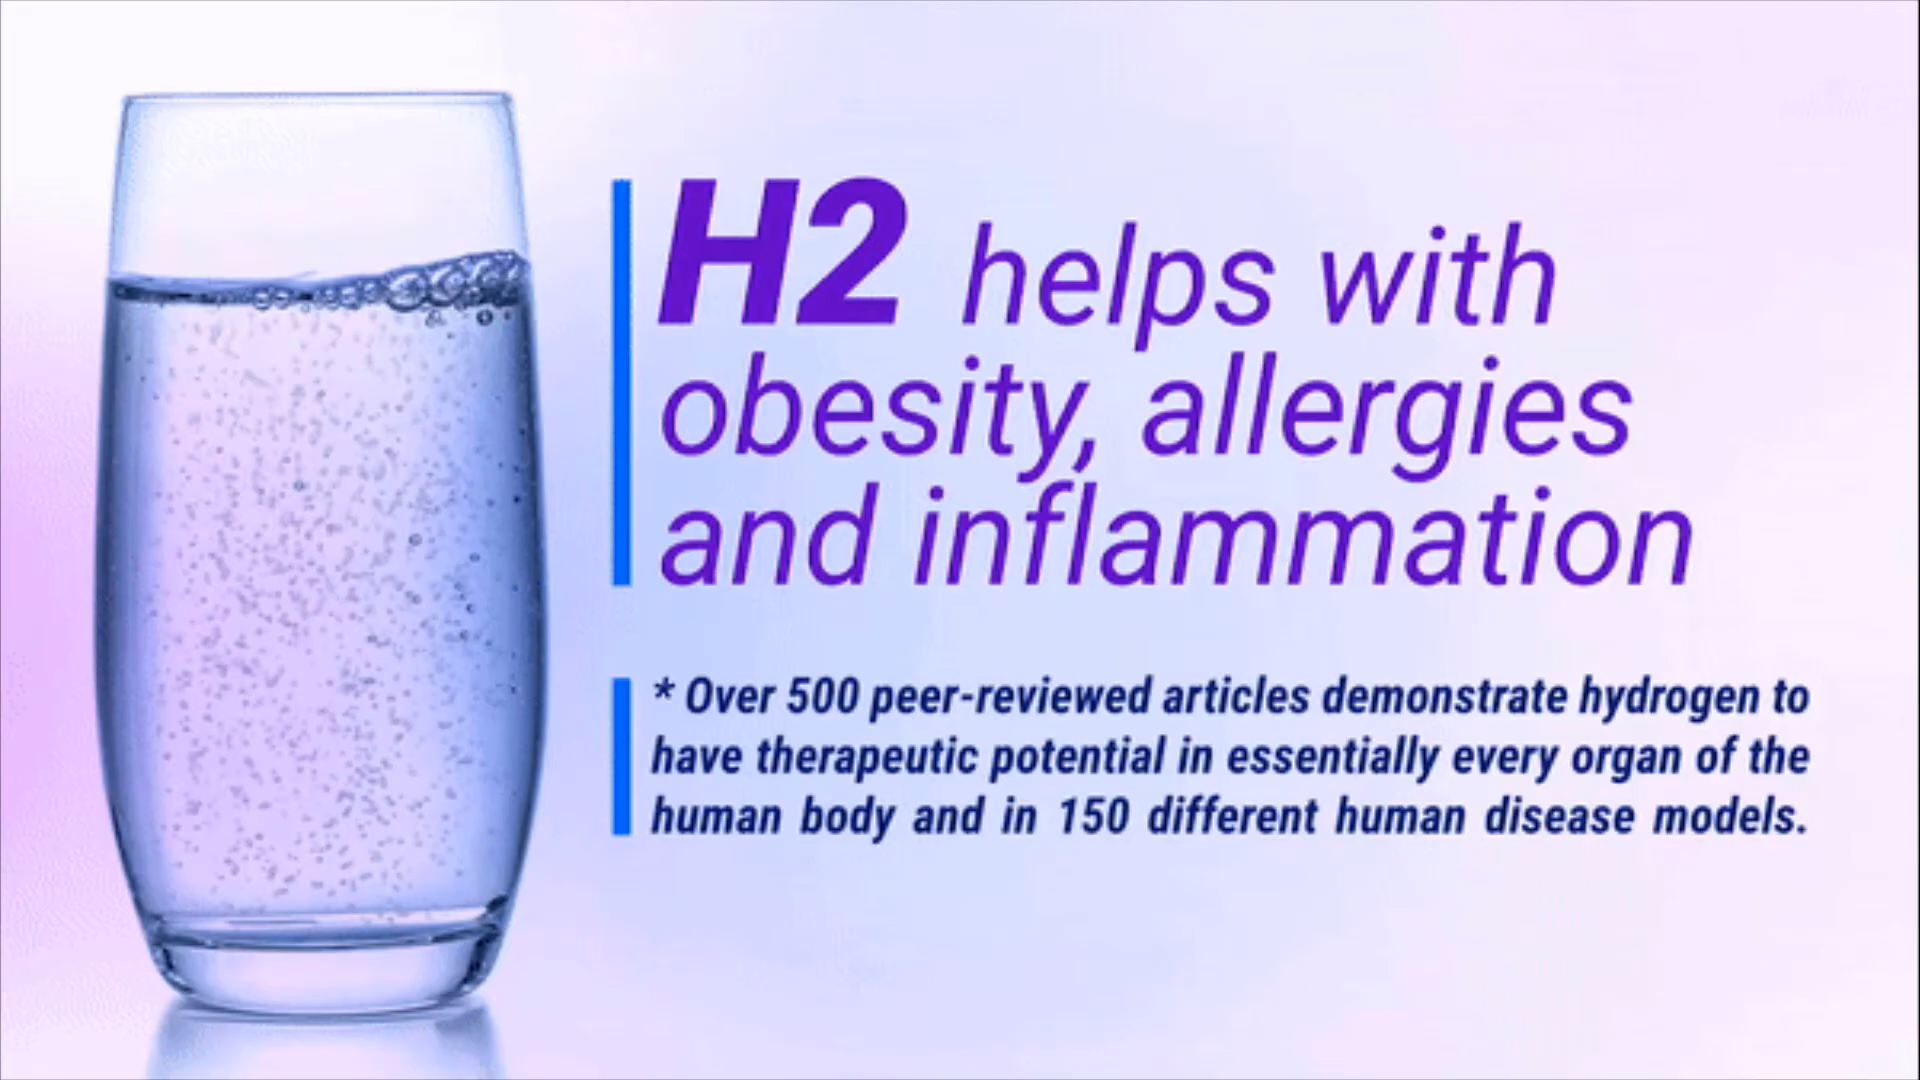 H2 helps with
obesity, allergies
and inflammation
* Over 500 peer-reviewed articles demonstrate hydrogen to
have therapeutic potential in essentially every organ of the
human body and in 150 different human disease models.